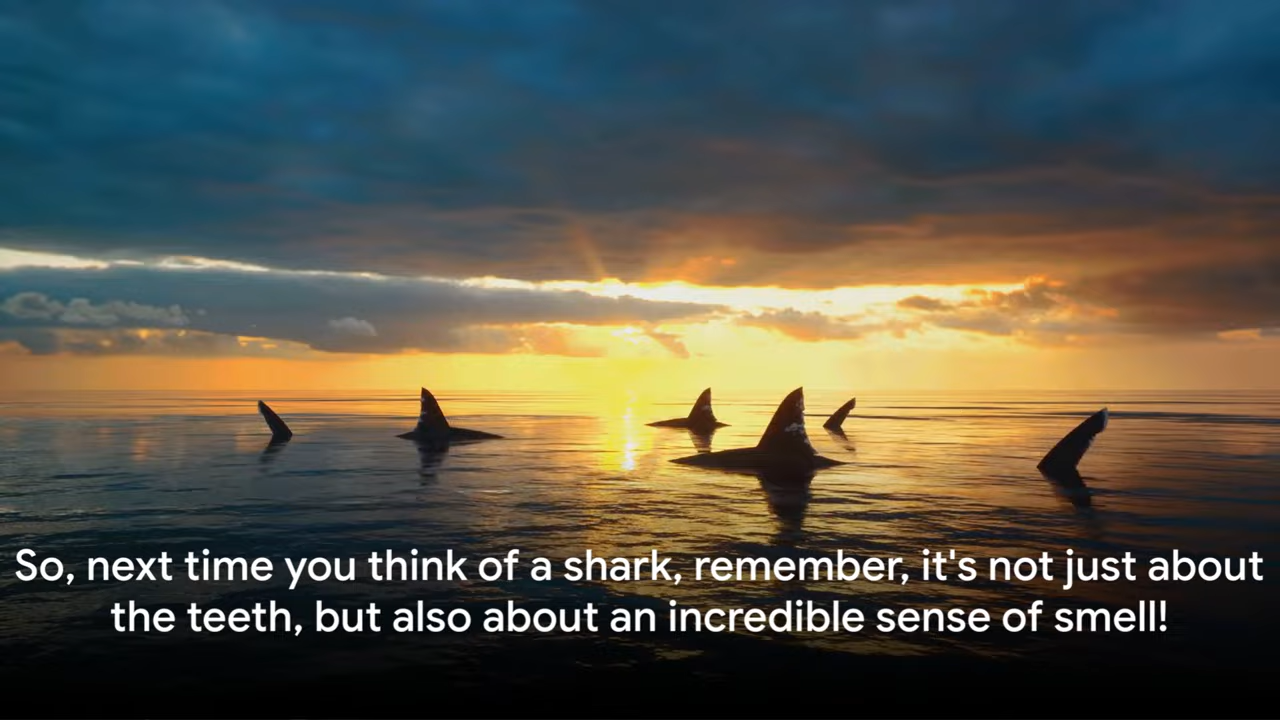 So, next time you think of a shark, remember, it's not just about
the teeth, but also about an incredible sense of smell!